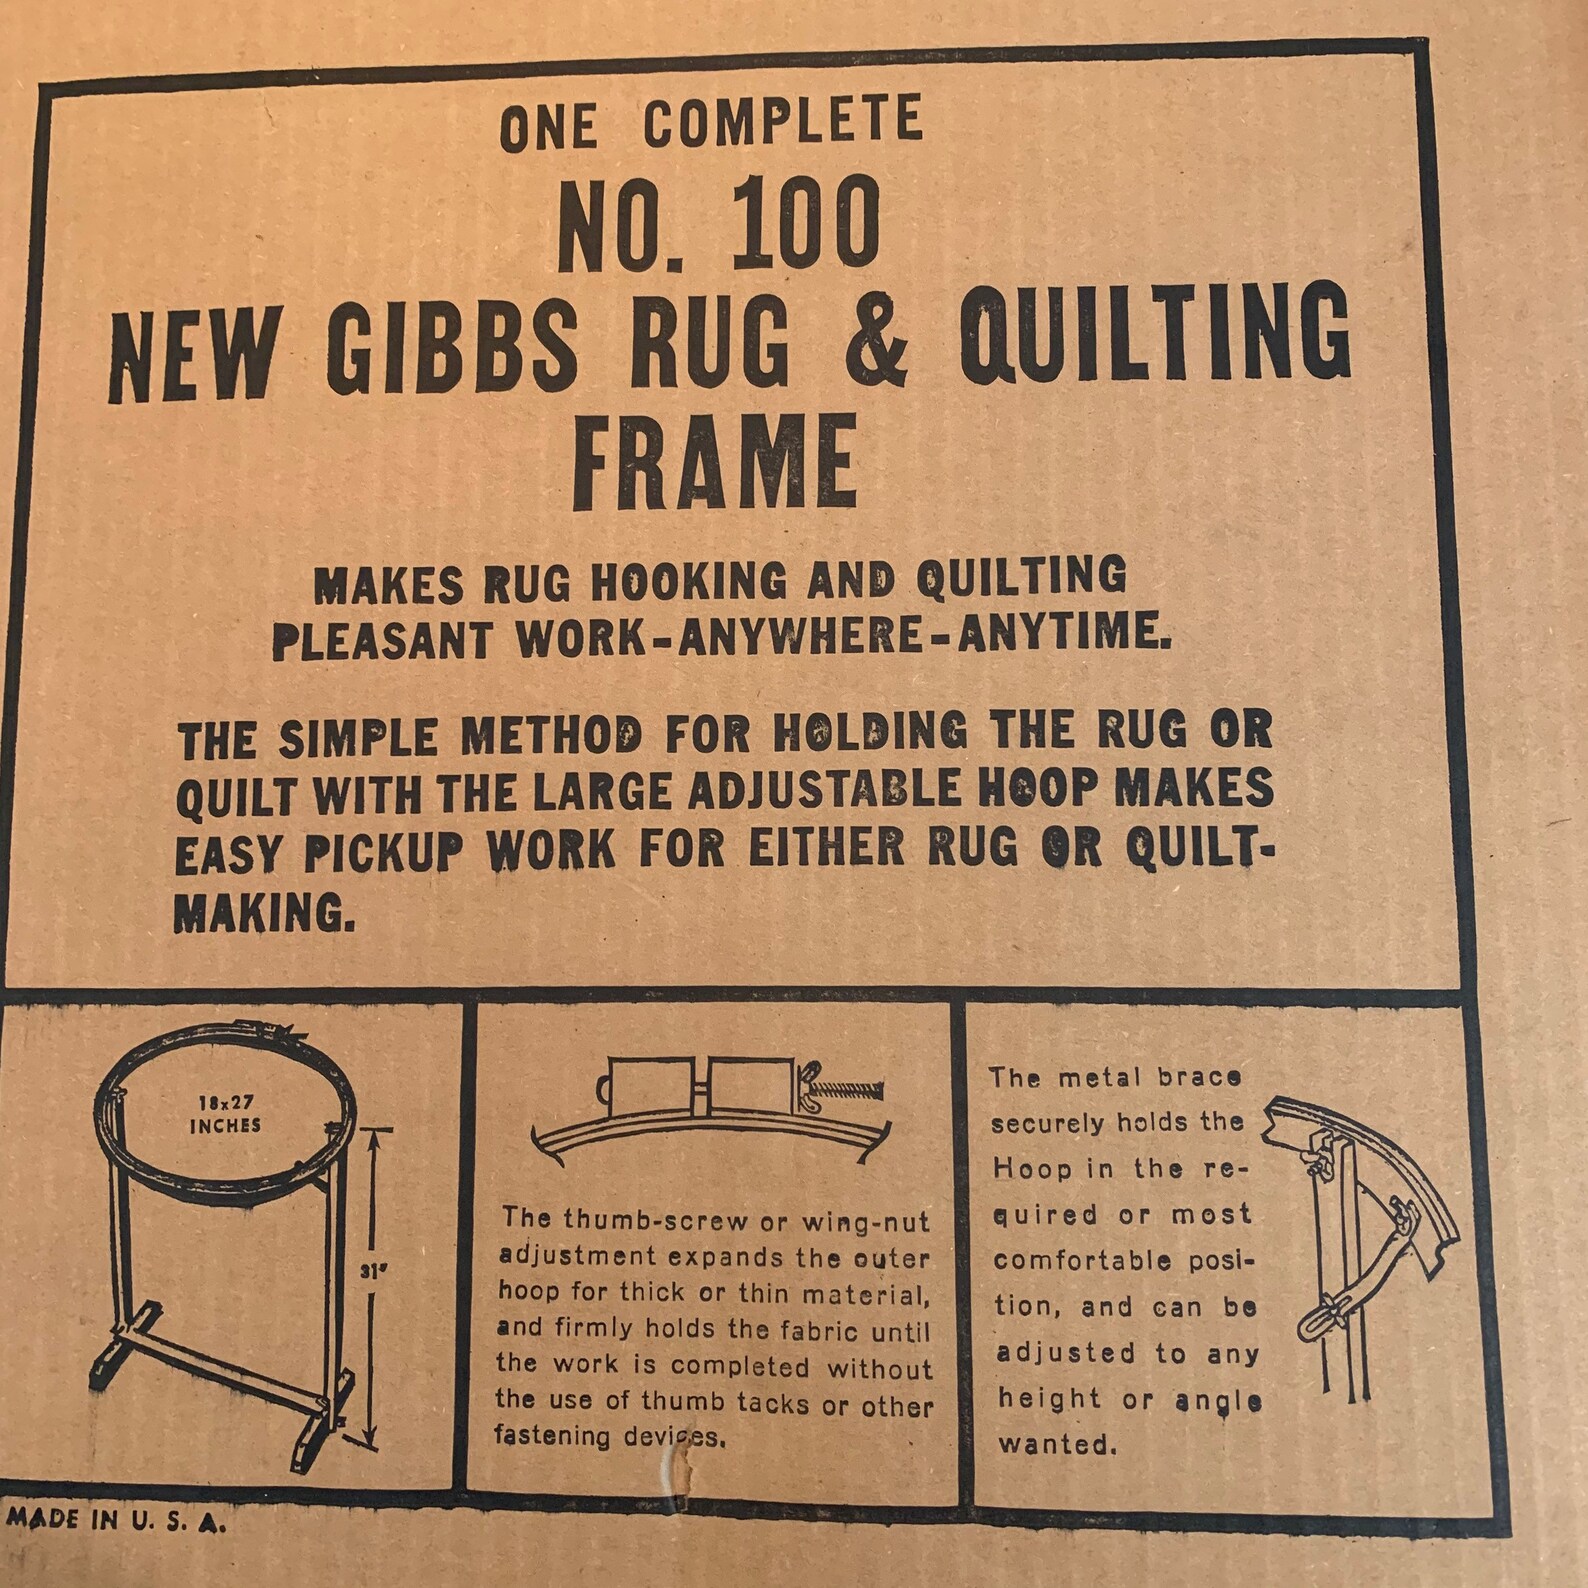 ONE COMPLETE
NO. 100
NEW GIBBS RUG & QUILTING
FRAME
MAKES RUG HOOKING AND QUILTING
PLEASANT WORK-ANYWHERE-ANYTIME.
THE SIMPLE METHOD FOR HOLDING THE RUG OR
QUILT WITH THE LARGE ADJUSTABLE HOOP MAKES
EASY PICKUP WORK FOR EITHER RUG OR QUILT-
MAKING.
18x27
INCHES
31"
The thumb-screw or wing-nut
adjustment expands the outer
hoop for thick or thin material,
and firmly holds the fabric until
the work is completed without
the use of thumb tacks or other
fastening devices.
The metal brace
securely holds the
Hoop in the re-
quired or most
comfortable posi-
tion, and can be
adjusted to any
height or angle
wanted.
MADE IN U. S. A.